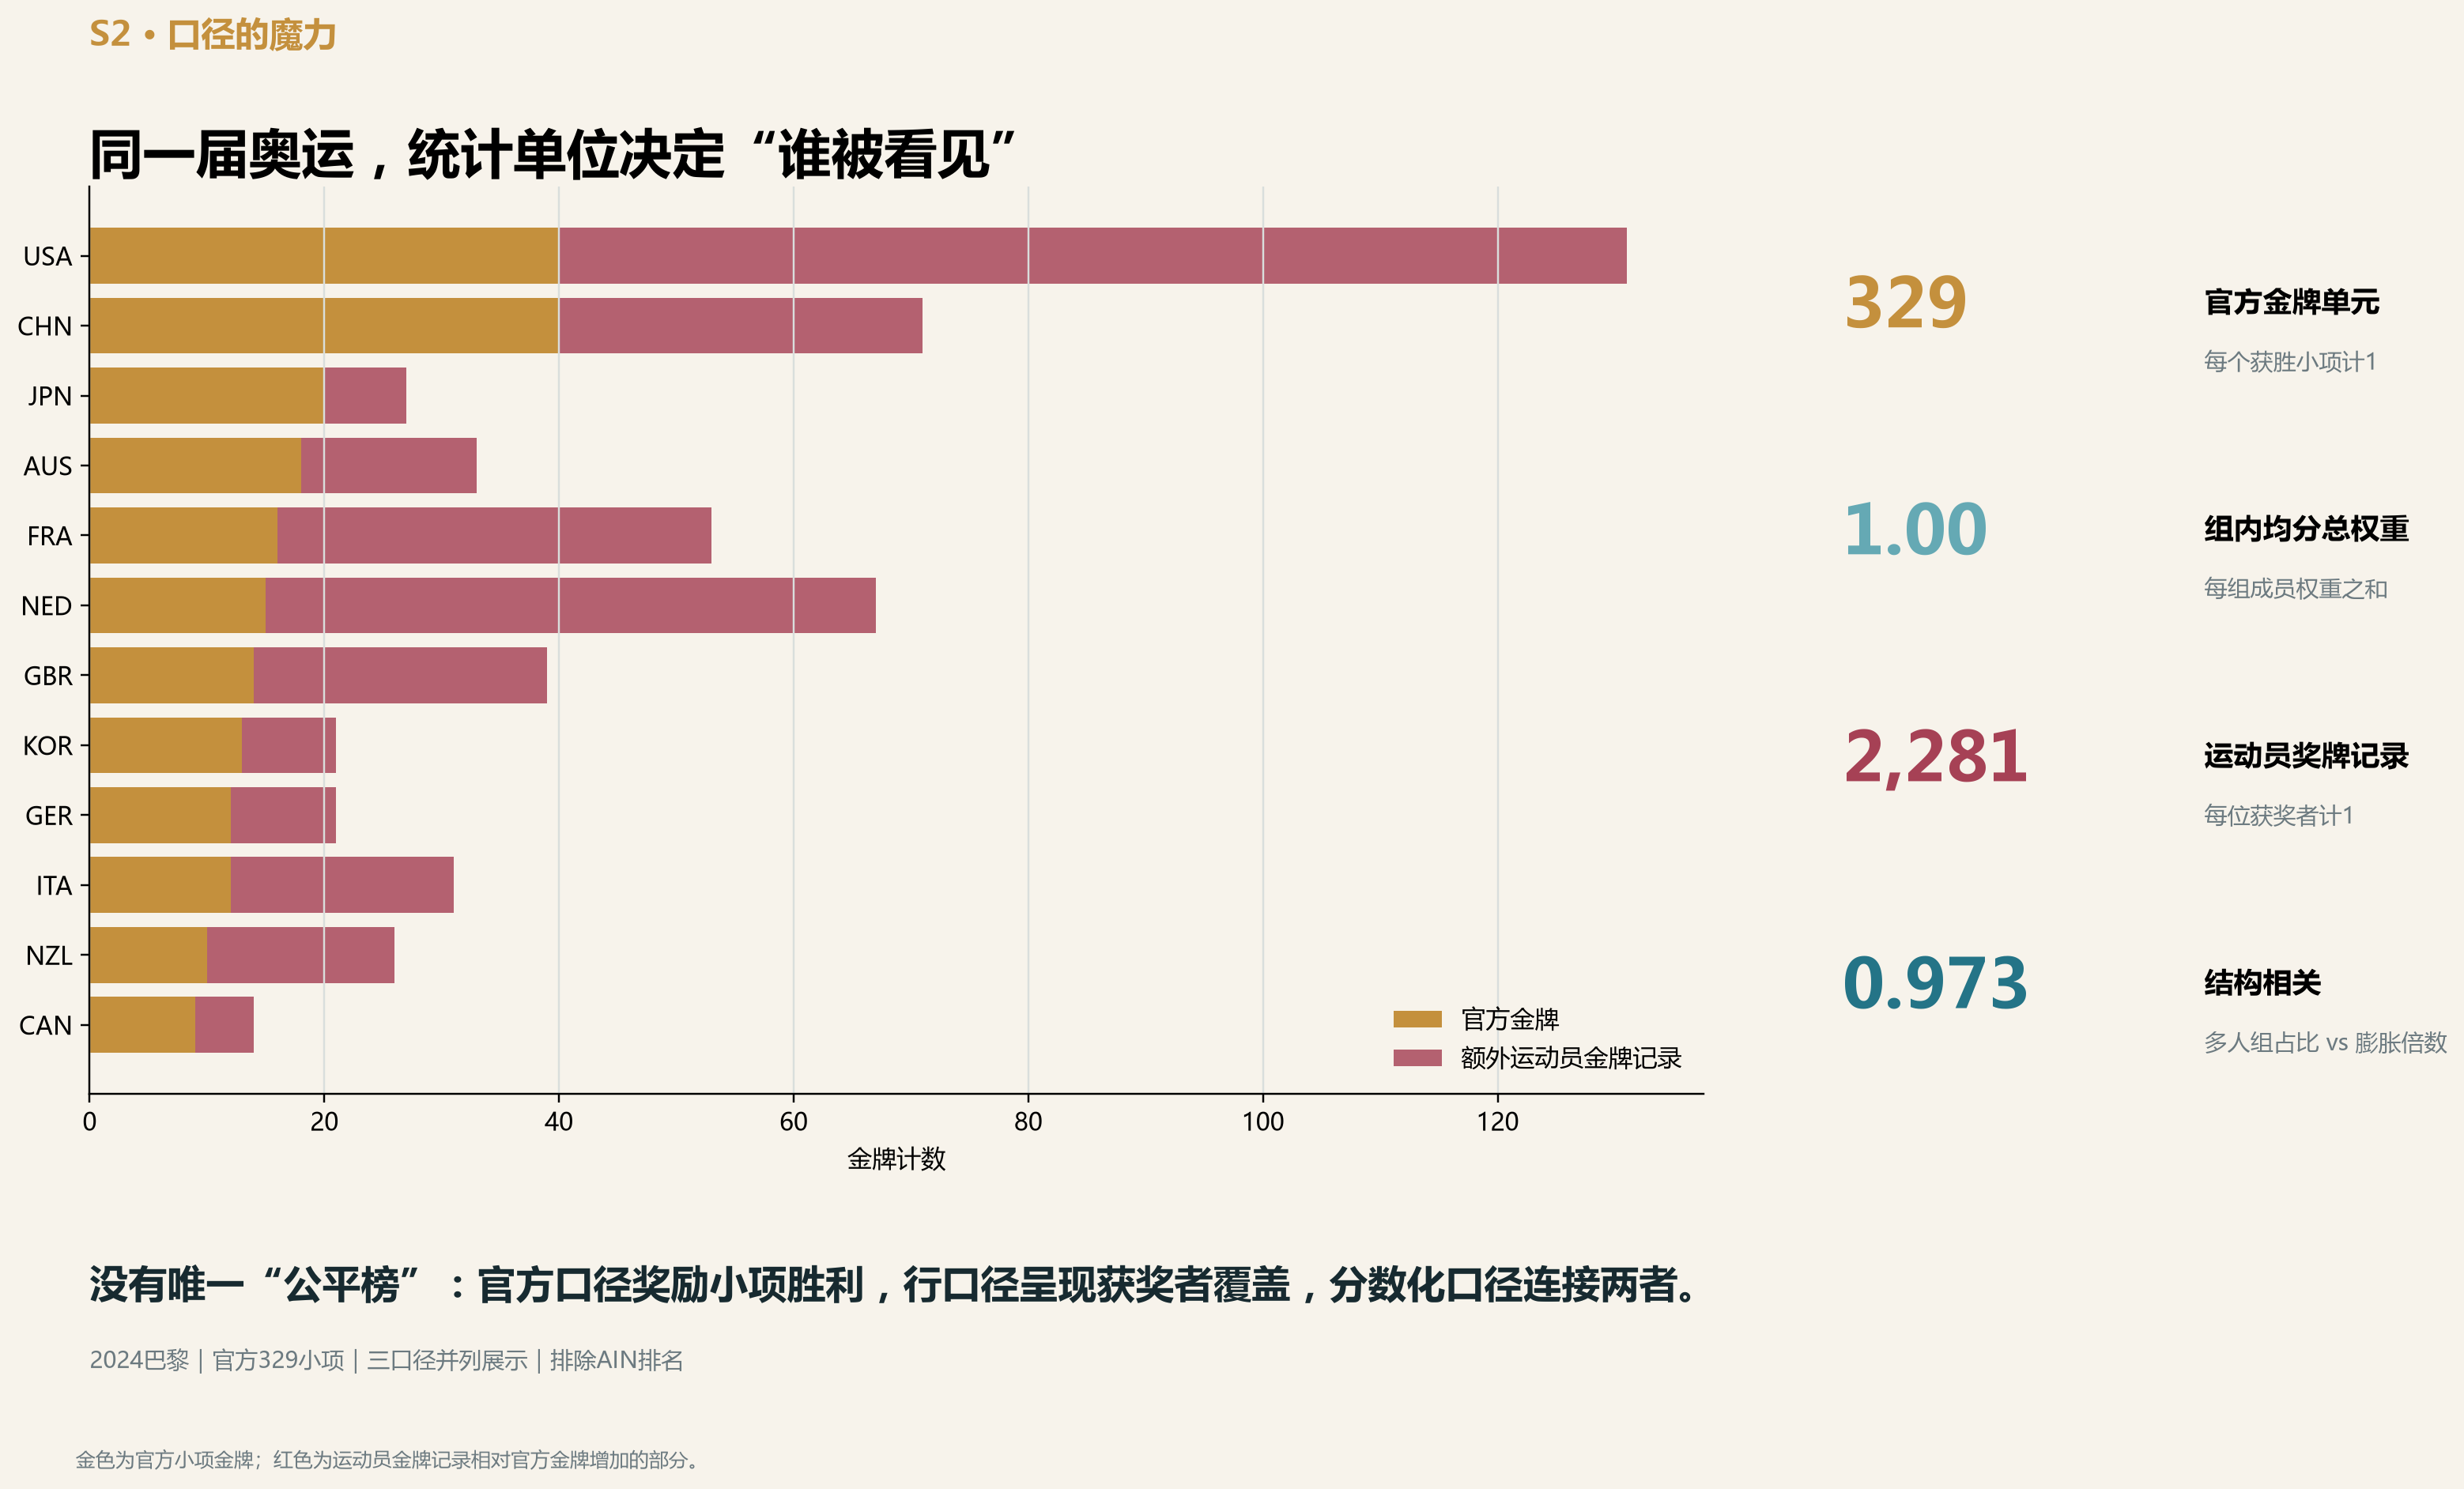 S2 · 口径的魔力
同一届奥运，统计单位决定“谁被看见”
USA
CHN
JPN
AUS
FRA
NED
GBR
KOR
GER
ITA
NZL
CAN
0 20 40 60 80 100 120
金牌计数
官方金牌
额外运动员金牌记录
329 官方金牌单元
每个获胜小项计1
1.00 组内均分总权重
每组成员权重之和
2,281 运动员奖牌记录
每位获奖者计1
0.973 结构相关
多人组占比 vs 膨胀倍数
没有唯一“公平榜”：官方口径奖励小项胜利，行口径呈现获奖者覆盖，分数化口径连接两者。
2024巴黎｜官方329小项｜三口径并列展示｜排除AIN排名
金色为官方小项金牌；红色为运动员金牌记录相对官方金牌增加的部分。